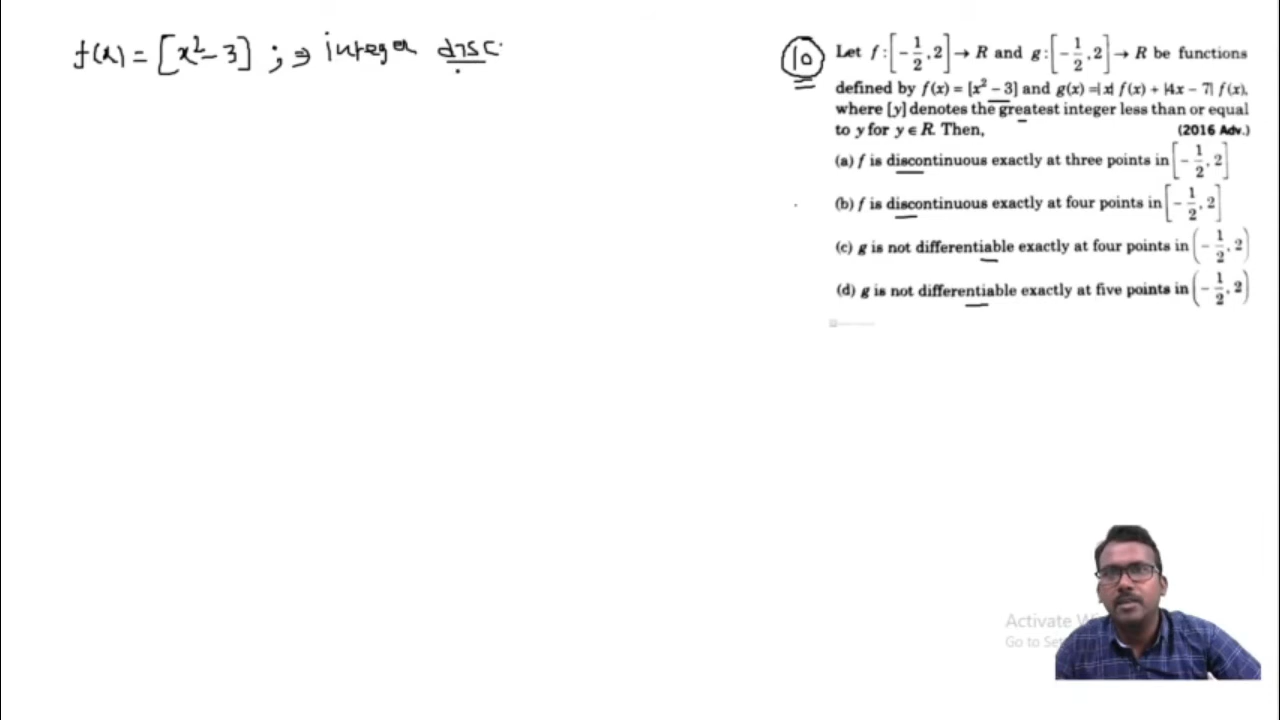 f(x) = [x² - 3] ; ⇒ integer disc.
10 Let f : [-1/2, 2] → R and g : [-1/2, 2] → R be functions
defined by f(x) = [x² - 3] and g(x) =|x| f(x) + |4x - 7| f(x),
where [y] denotes the greatest integer less than or equal
to y for y ∈ R. Then, (2016 Adv.)
(a) f is discontinuous exactly at three points in [-1/2, 2]
(b) f is discontinuous exactly at four points in [-1/2, 2]
(c) g is not differentiable exactly at four points in (-1/2, 2)
(d) g is not differentiable exactly at five points in (-1/2, 2)
Activate
Go to